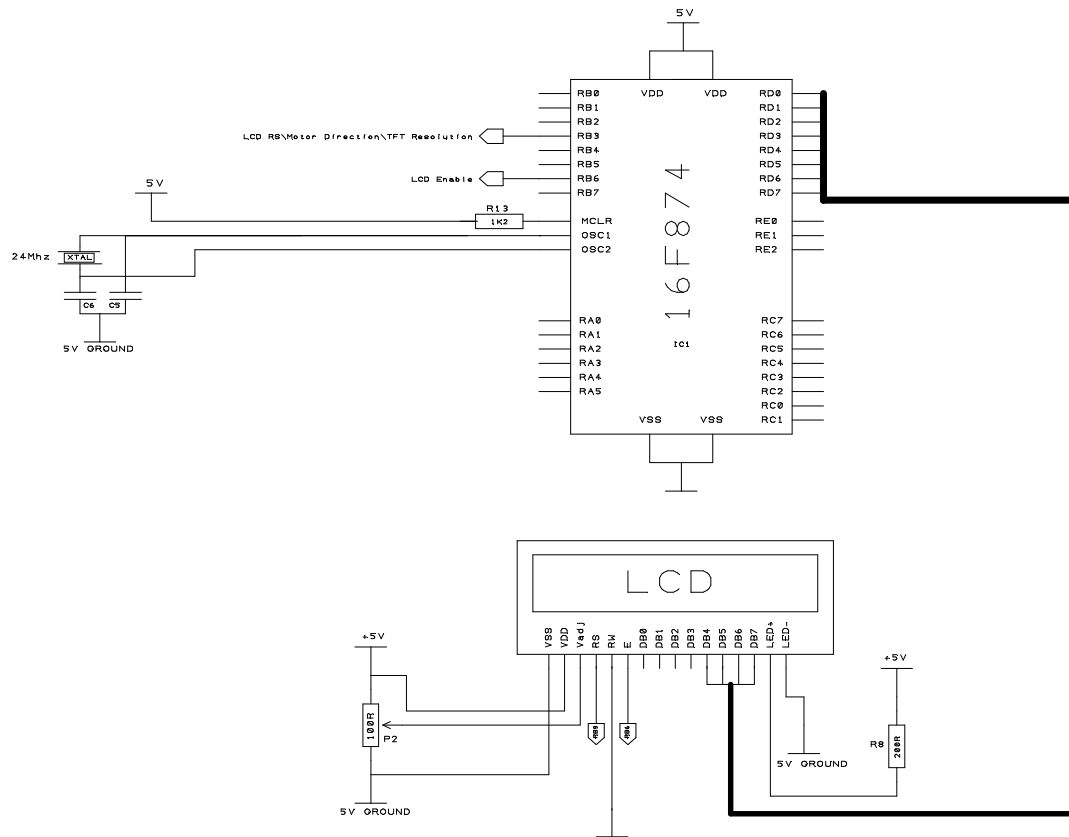 5V
VDD VDD
RB0
RB1
RB2
RB3
RB4
RB5
RB6
RB7
MCLR
OSC1
OSC2
RA0
RA1
RA2
RA3
RA4
RA5
16F874
IC1
VSS VSS
RD0
RD1
RD2
RD3
RD4
RD5
RD6
RD7
RE0
RE1
RE2
RC7
RC6
RC5
RC4
RC3
RC2
RC0
RC1
LCD RS\Motor Direction\TFT Resolution
LCD Enable
5V
R13
1K2
24Mhz
XTAL
C6 C5
5V GROUND
LCD
VSS
VDD
Vadj
RS
RW
E
DB0
DB1
DB2
DB3
DB4
DB5
DB6
DB7
LED+
LED-
+5V
100R
P2
5V GROUND
RB6
5V GROUND
+5V
R8
200R